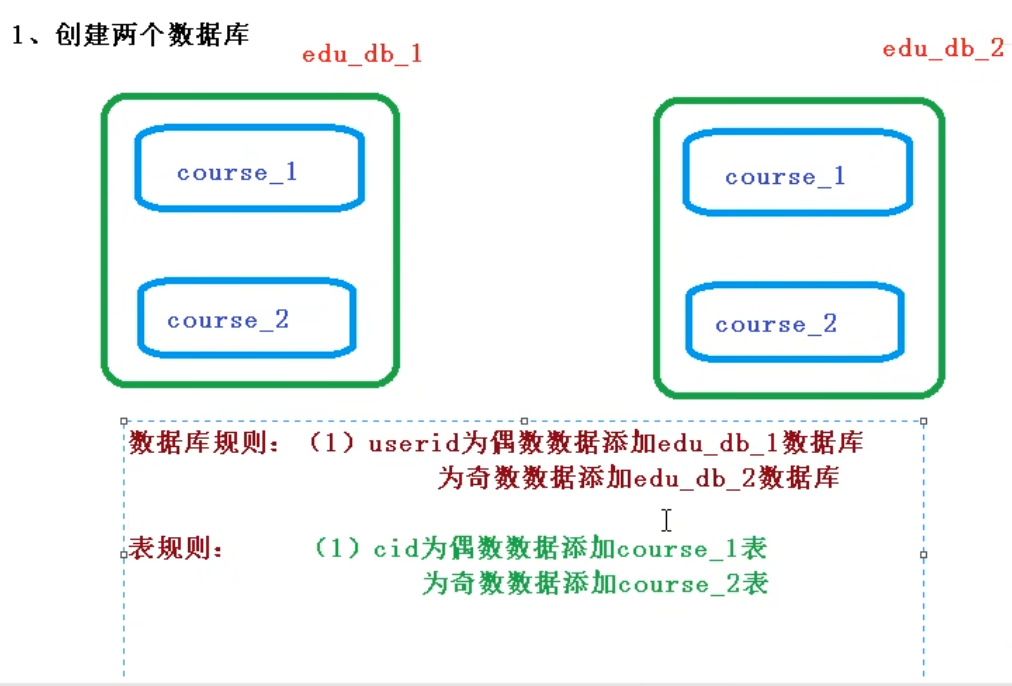 1、创建两个数据库
edu_db_1
edu_db_2
course_1
course_1
course_2
course_2
数据库规则：（1）userid为偶数数据添加edu_db_1数据库
为奇数数据添加edu_db_2数据库
表规则：（1）cid为偶数数据添加course_1表
为奇数数据添加course_2表